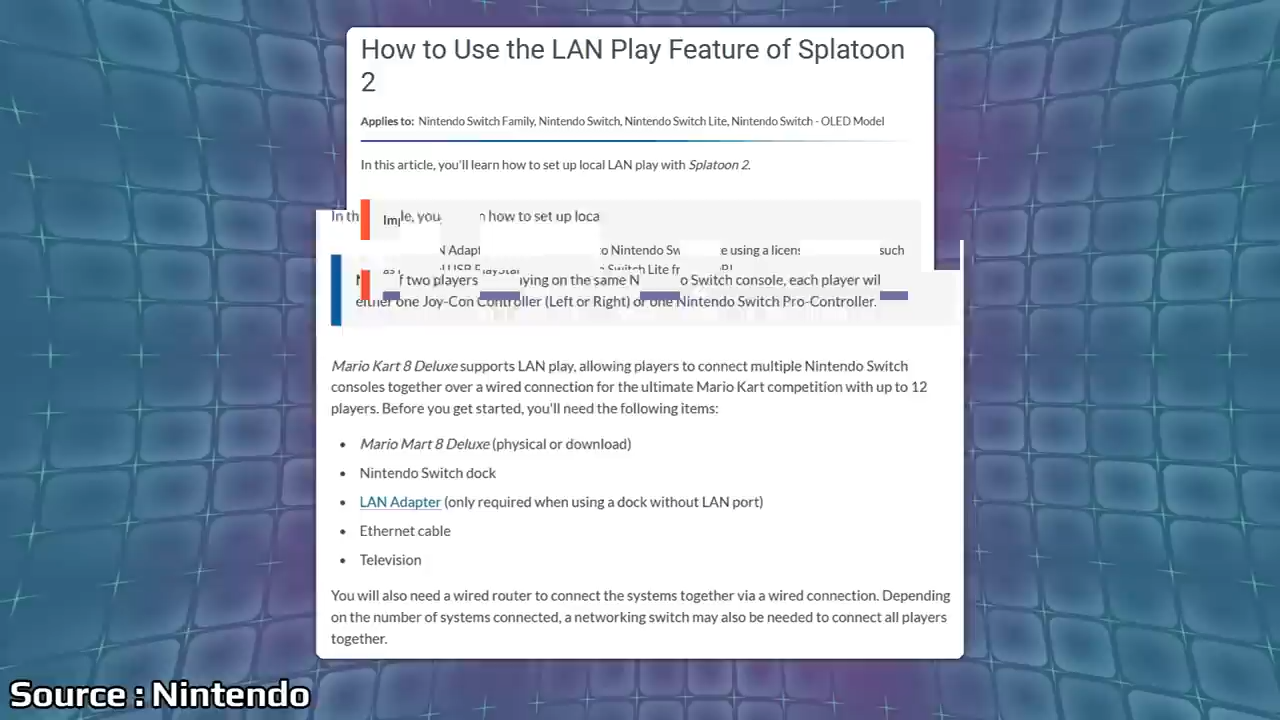 How to Use the LAN Play Feature of Splatoon
2
Applies to: Nintendo Switch Family, Nintendo Switch, Nintendo Switch Lite, Nintendo Switch - OLED Model
In this article, you'll learn how to set up local LAN play with Splatoon 2.
how to set up
Nintendo using a such
Switch Lite
f two players on the same Switch console, each player
either one Joy-Con Controller (Left or Right) or one Nintendo Switch Pro-Controller.
Mario Kart 8 Deluxe supports LAN play, allowing players to connect multiple Nintendo Switch
consoles together over a wired connection for the ultimate Mario Kart competition with up to 12
players. Before you get started, you'll need the following items:
• Mario Mart 8 Deluxe (physical or download)
• Nintendo Switch dock
• LAN Adapter (only required when using a dock without LAN port)
• Ethernet cable
• Television
You will also need a wired router to connect the systems together via a wired connection. Depending
on the number of systems connected, a networking switch may also be needed to connect all players
together.
Source : Nintendo